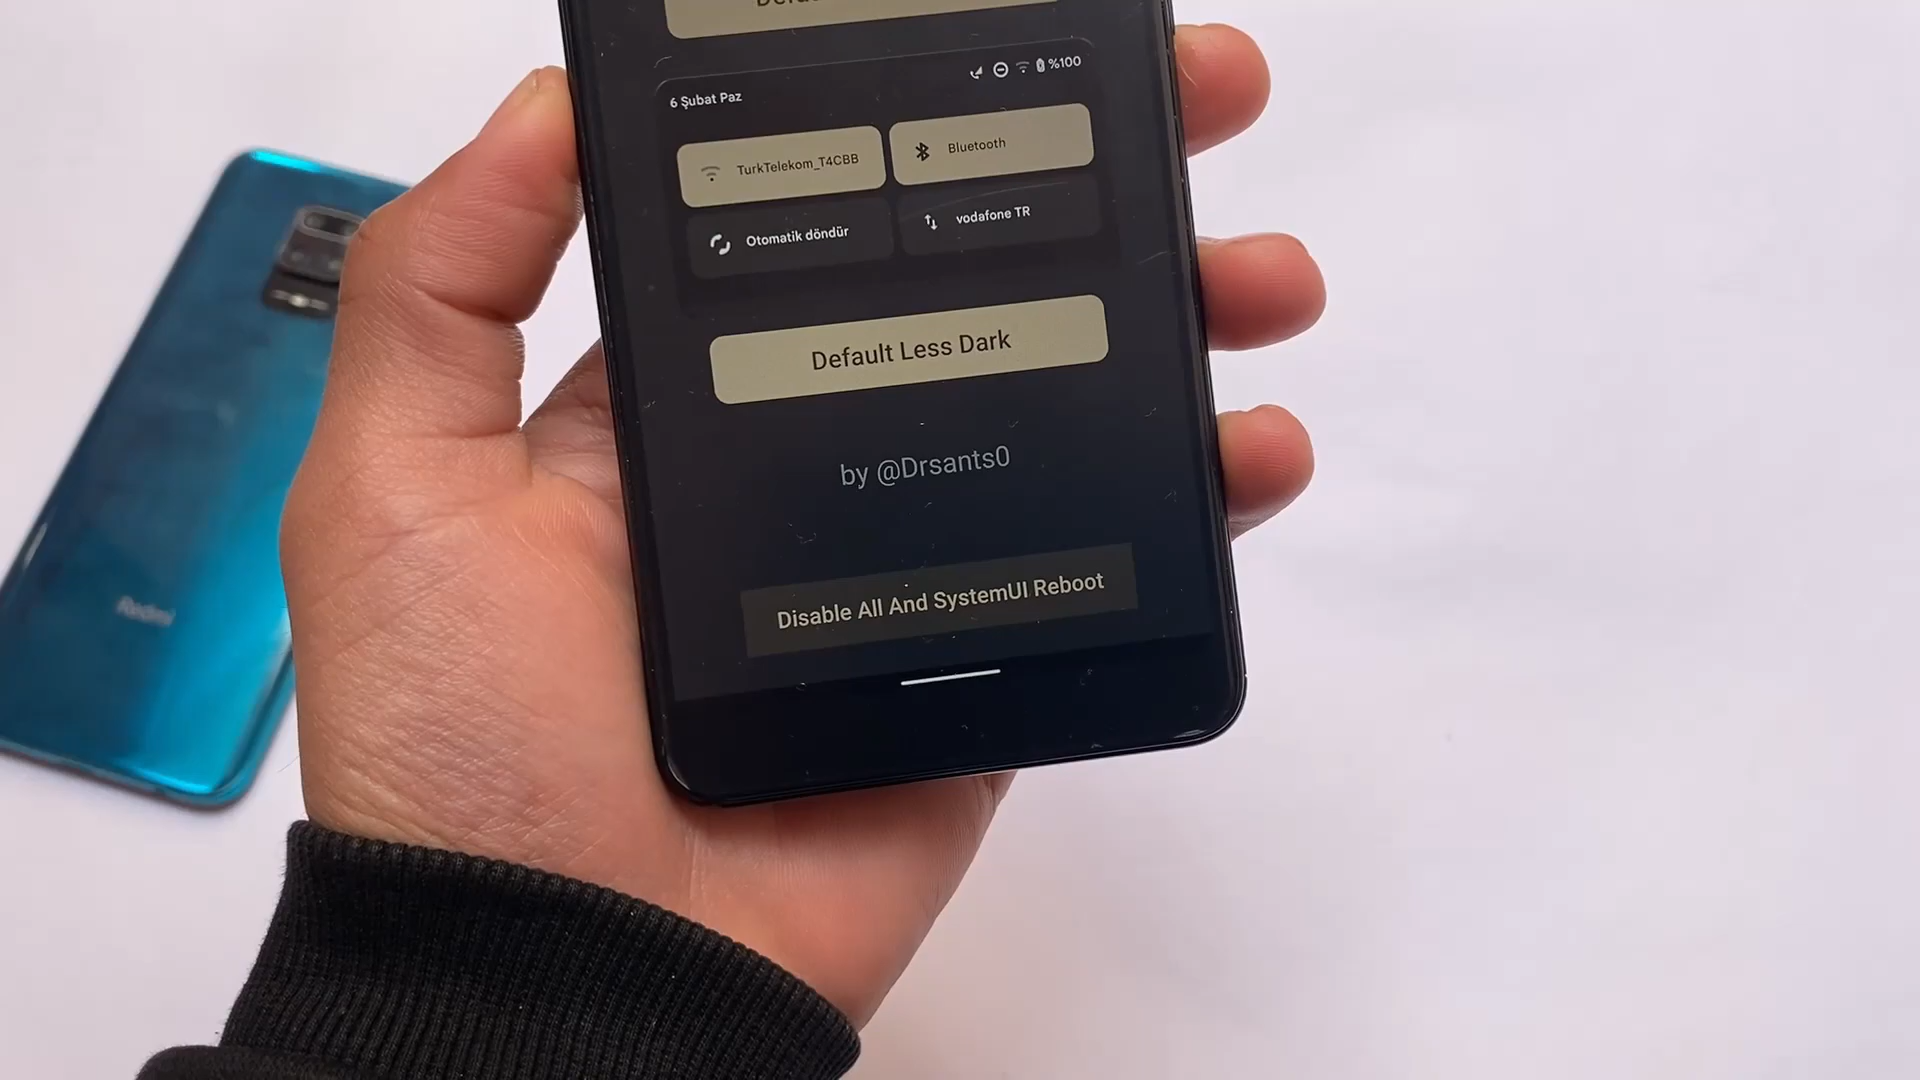 %100
6 Şubat Paz
TurkTelekom_T4CBB
Bluetooth
Otomatik döndür
vodafone TR
Default Less Dark
by @Drsants0
Disable All And SystemUI Reboot
Redmi